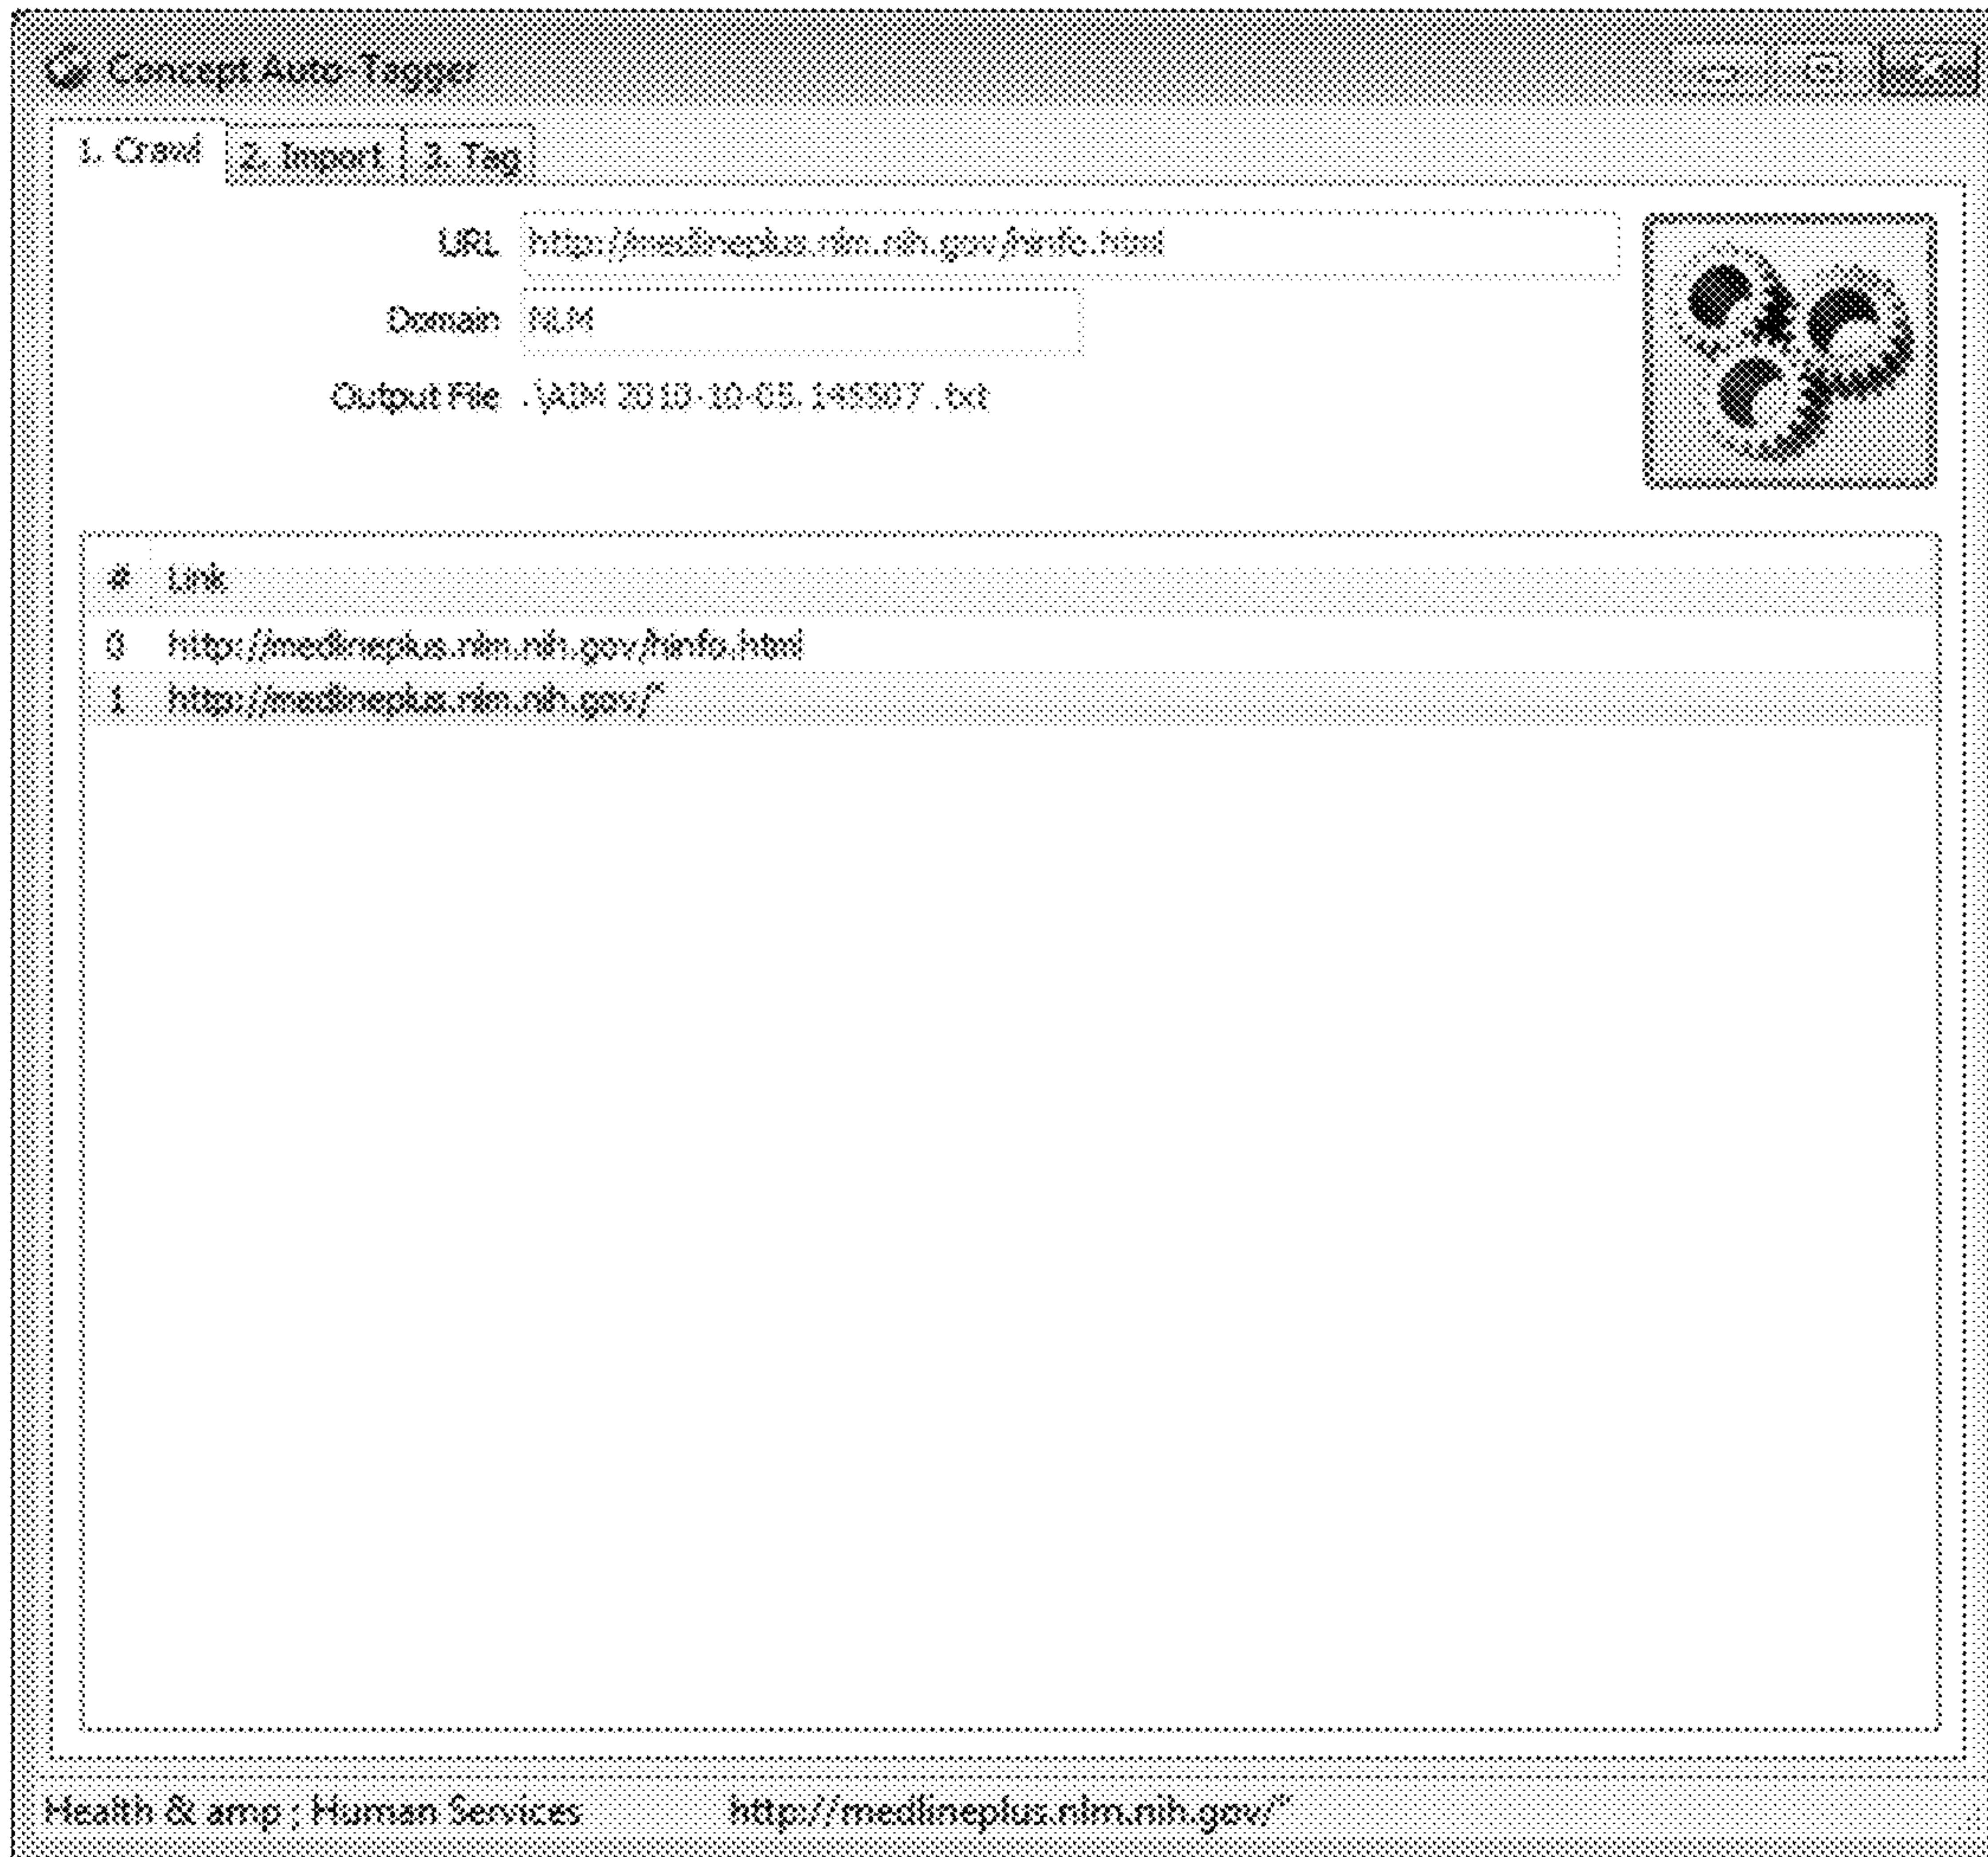 Concept Auto-Tagger
1. Crawl 2. Import 3. Tag
URL http://medlineplus.nlm.nih.gov/hinfo.html
Domain NLM
Output File
# Link
0 http://medlineplus.nlm.nih.gov/hinfo.html
1 http://medlineplus.nlm.nih.gov/"
Health & amp ; Human Services http://medlineplus.nlm.nih.gov/"